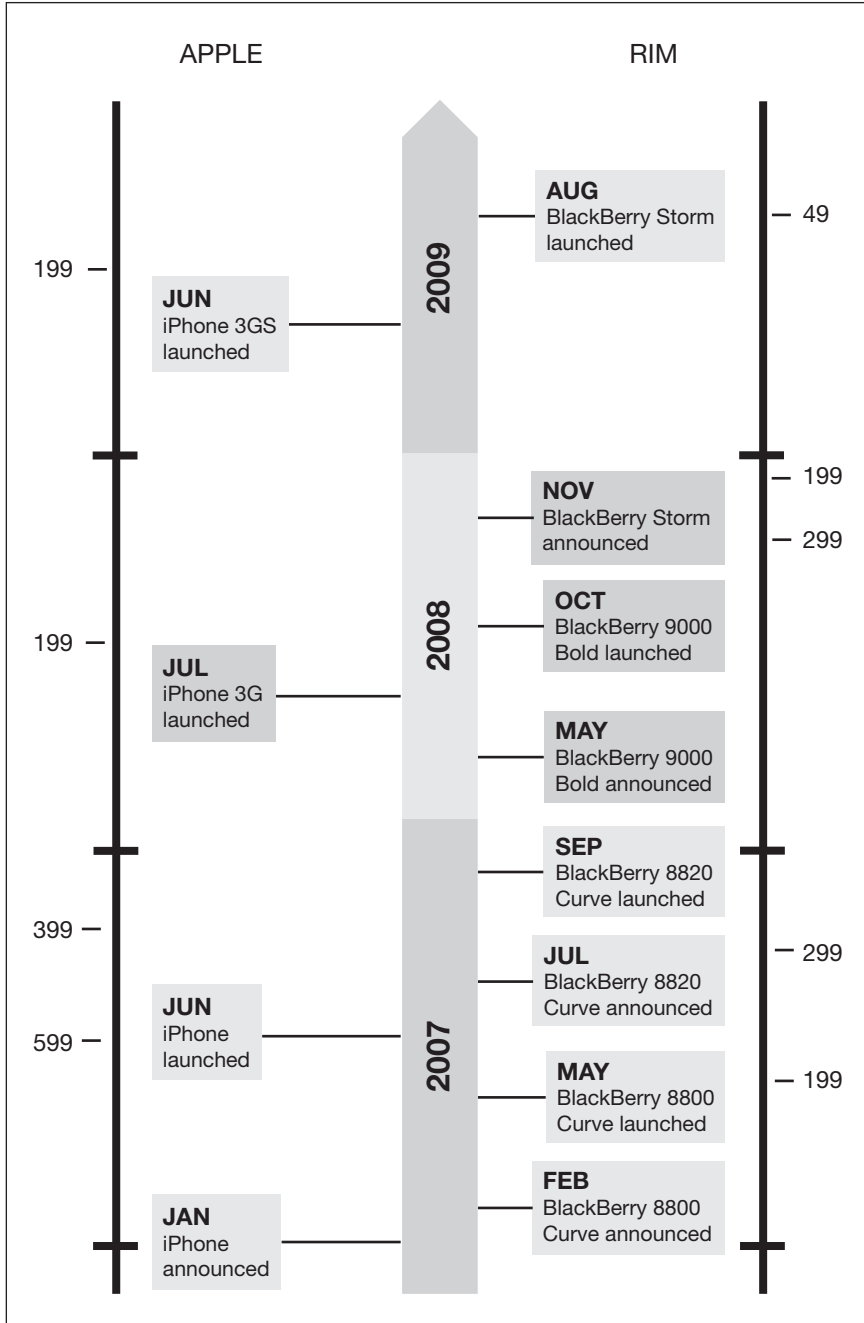 APPLE
RIM
AUG
BlackBerry Storm
launched
49
199
JUN
iPhone 3GS
launched
2009
NOV
BlackBerry Storm
announced
199
299
OCT
BlackBerry 9000
Bold launched
2008
199
JUL
iPhone 3G
launched
MAY
BlackBerry 9000
Bold announced
SEP
BlackBerry 8820
Curve launched
399
JUL
BlackBerry 8820
Curve announced
299
JUN
iPhone
launched
599
2007
MAY
BlackBerry 8800
Curve launched
199
FEB
BlackBerry 8800
Curve announced
JAN
iPhone
announced